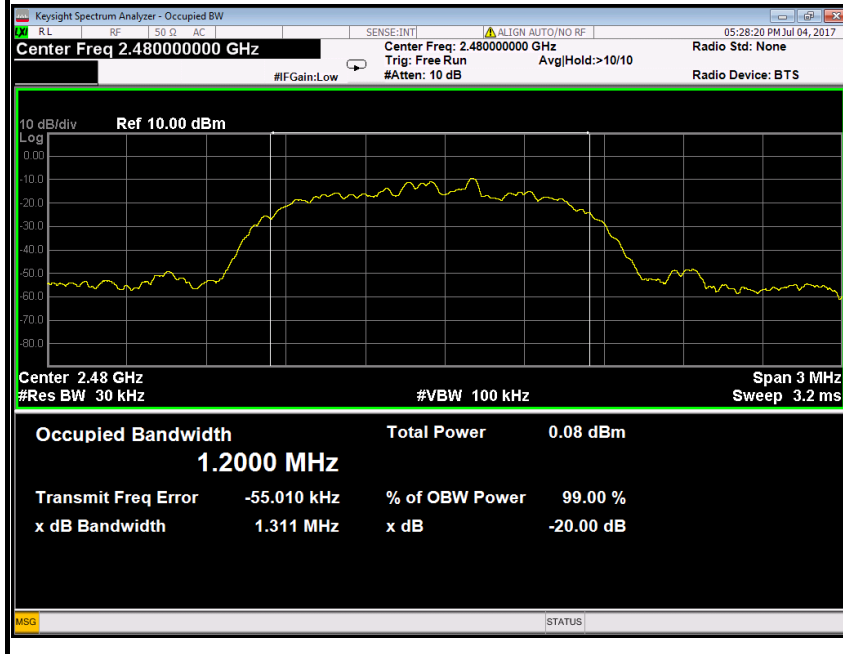 Keysight Spectrum Analyzer - Occupied BW
LXI RL RF 50 Ω AC SENSE:INT ALIGN AUTO/NO RF 05:28:20 PM Jul 04, 2017
Center Freq 2.480000000 GHz Center Freq: 2.480000000 GHz Radio Std: None
Trig: Free Run Avg|Hold:>10/10
#IFGain:Low #Atten: 10 dB Radio Device: BTS
10 dB/div Ref 10.00 dBm
Log
0.00
-10.0
-20.0
-30.0
-40.0
-50.0
-60.0
-70.0
-80.0
Center 2.48 GHz Span 3 MHz
#Res BW 30 kHz #VBW 100 kHz Sweep 3.2 ms
Occupied Bandwidth Total Power 0.08 dBm
1.2000 MHz
Transmit Freq Error -55.010 kHz % of OBW Power 99.00 %
x dB Bandwidth 1.311 MHz x dB -20.00 dB
MSG STATUS